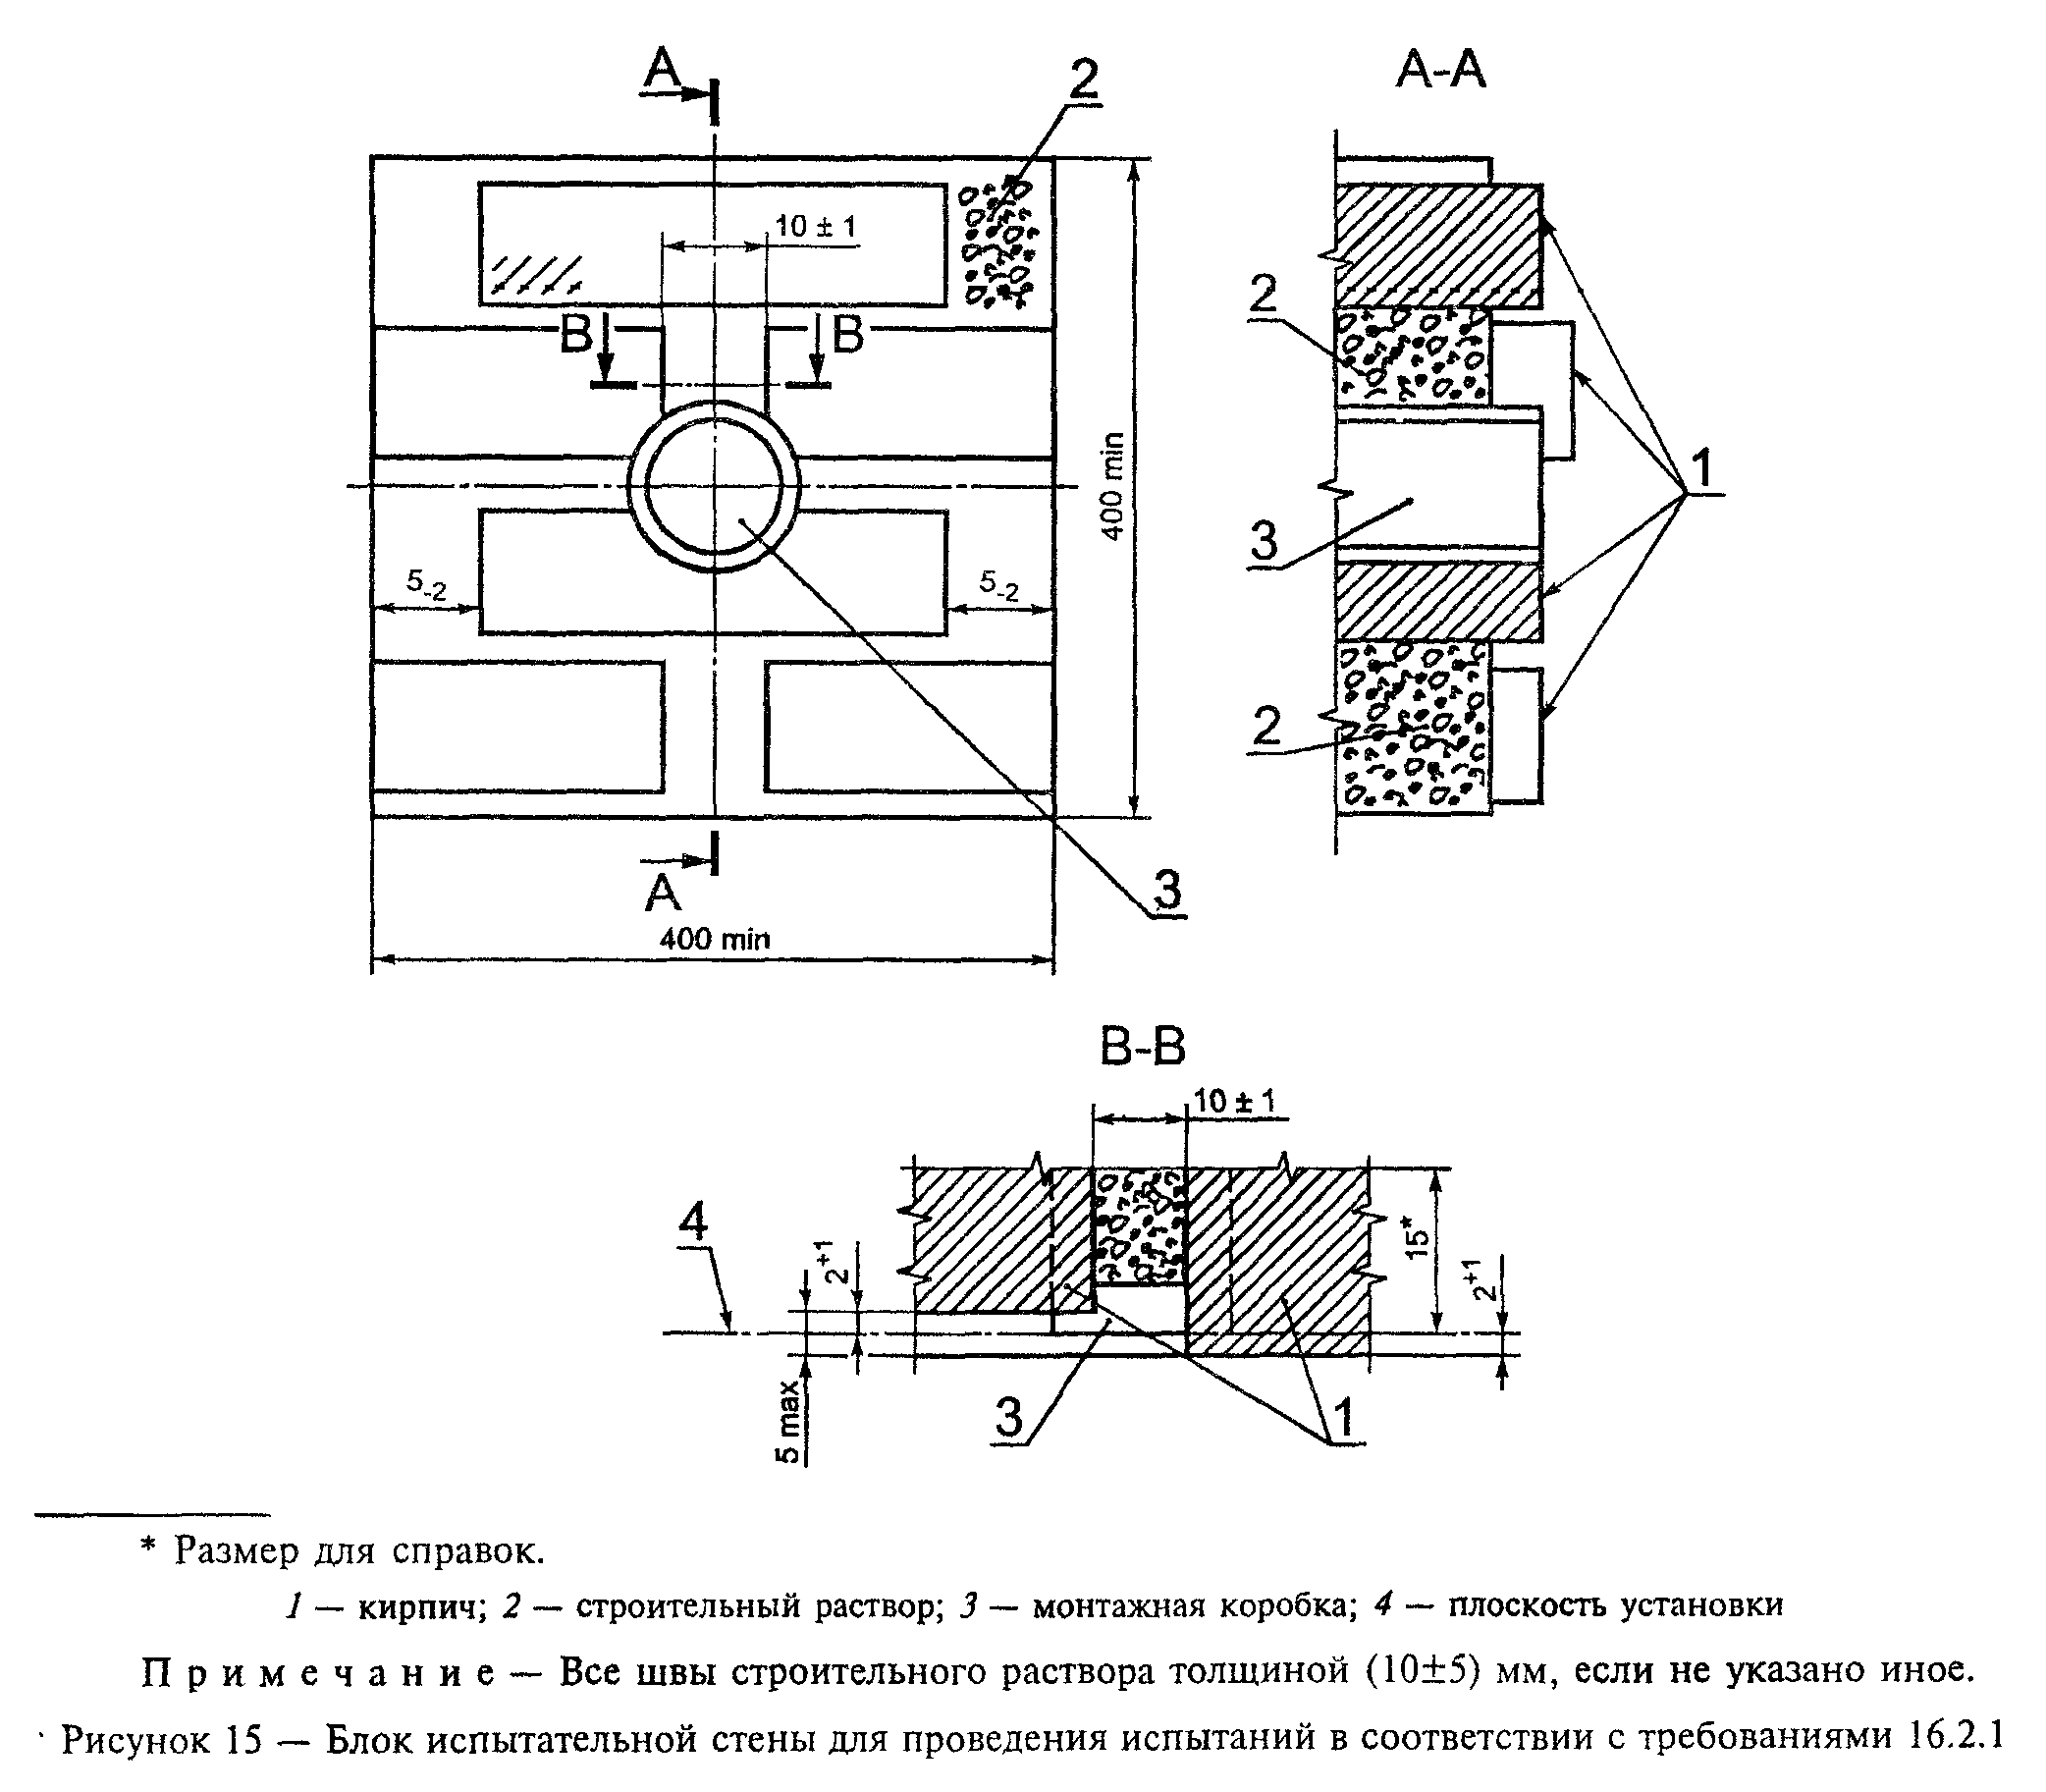 А
2
А-А
10 ± 1
В
В
2
400 min
1
3
5-2
5-2
2
3
А
400 min
В-В
10 ± 1
4
2+1
15*
2+1
5 max
3
1
* Размер для справок.
1 — кирпич; 2 — строительный раствор; 3 — монтажная коробка; 4 — плоскость установки
Примечание — Все швы строительного раствора толщиной (10±5) мм, если не указано иное.
Рисунок 15 — Блок испытательной стены для проведения испытаний в соответствии с требованиями 16.2.1